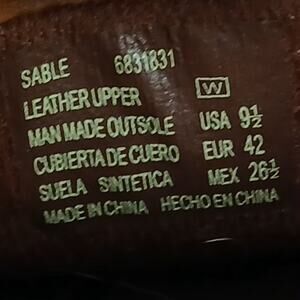 SABLE 6831831
LEATHER UPPER W
MAN MADE OUTSOLE USA 9½
CUBIERTA DE CUERO EUR 42
SUELA SINTETICA MEX 26½
MADE IN CHINA HECHO EN CHINA